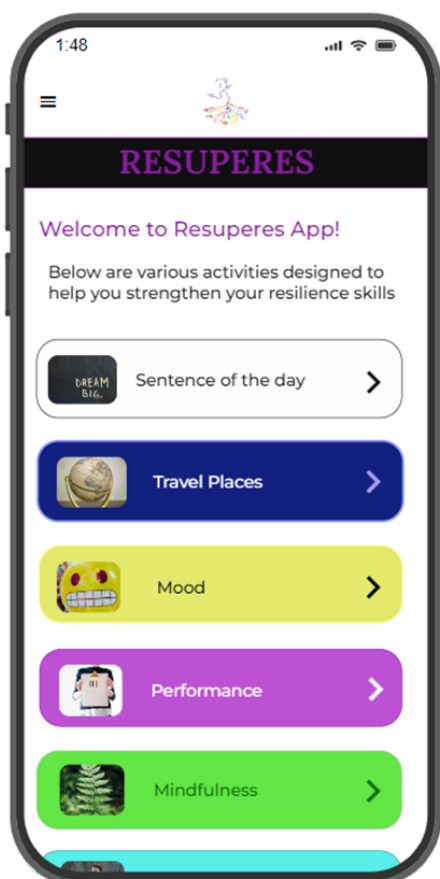 1:48
RESUPERES
Welcome to Resuperes App!
Below are various activities designed to
help you strengthen your resilience skills
DREAM
BIG.
Sentence of the day
Travel Places
Mood
Performance
Mindfulness